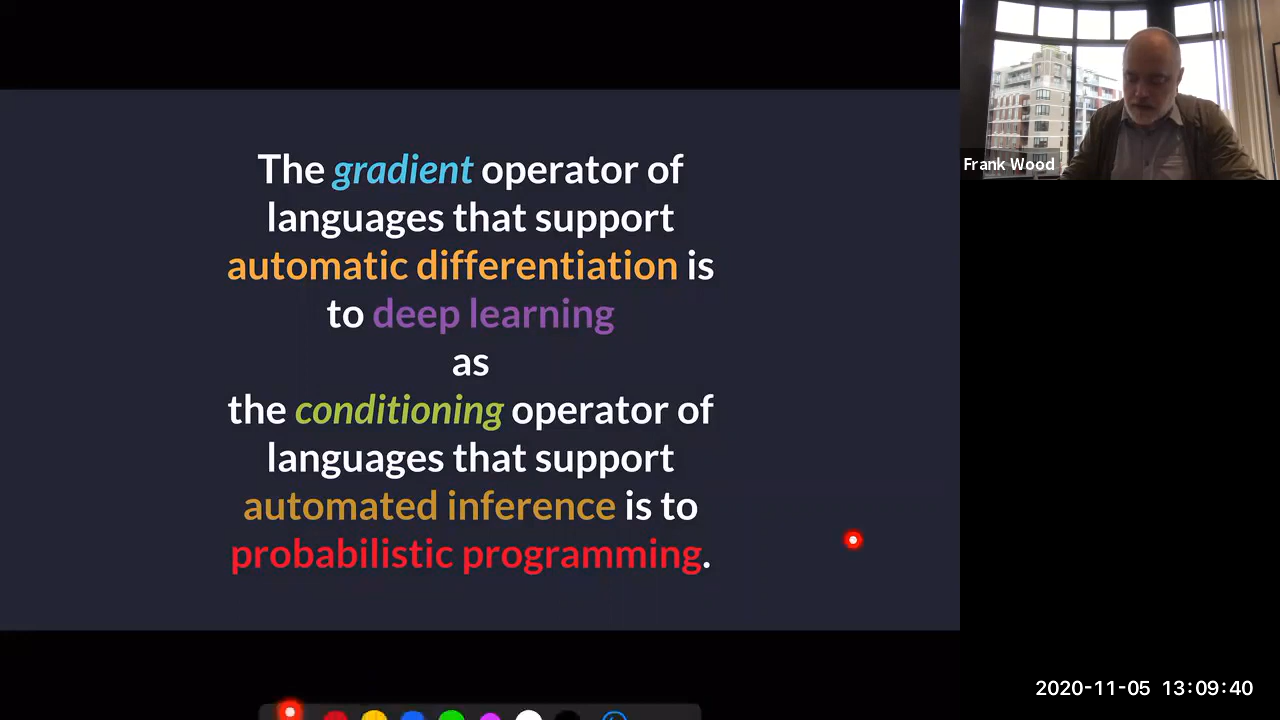 The gradient operator of
languages that support
automatic differentiation is
to deep learning
as
the conditioning operator of
languages that support
automated inference is to
probabilistic programming.
Frank Wood
2020-11-05 13:09:40